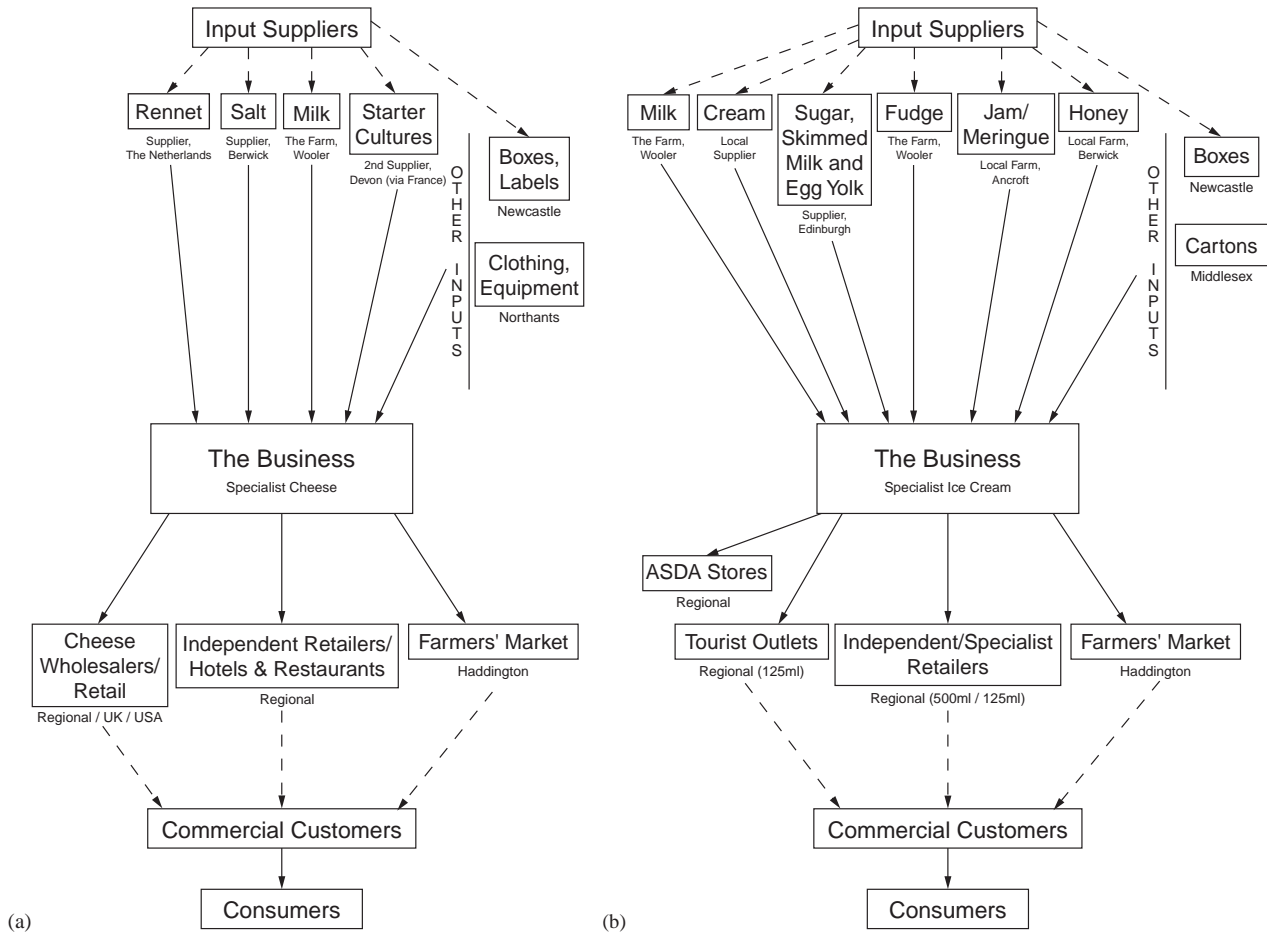 Input Suppliers
Rennet
Supplier,
The Netherlands
Salt
Supplier,
Berwick
Milk
The Farm,
Wooler
Starter
Cultures
2nd Supplier,
Devon (via France)
OTHER INPUTS
Boxes,
Labels
Newcastle
Clothing,
Equipment
Northants
The Business
Specialist Cheese
Cheese
Wholesalers/
Retail
Regional / UK / USA
Independent Retailers/
Hotels & Restaurants
Regional
Farmers' Market
Haddington
Commercial Customers
Consumers
(a)
Input Suppliers
Milk
The Farm,
Wooler
Cream
Local
Supplier
Sugar,
Skimmed
Milk and
Egg Yolk
Supplier,
Edinburgh
Fudge
The Farm,
Wooler
Jam/
Meringue
Local Farm,
Ancroft
Honey
Local Farm,
Berwick
OTHER INPUTS
Boxes
Newcastle
Cartons
Middlesex
The Business
Specialist Ice Cream
ASDA Stores
Regional
Tourist Outlets
Regional (125ml)
Independent/Specialist
Retailers
Regional (500ml / 125ml)
Farmers' Market
Haddington
Commercial Customers
Consumers
(b)